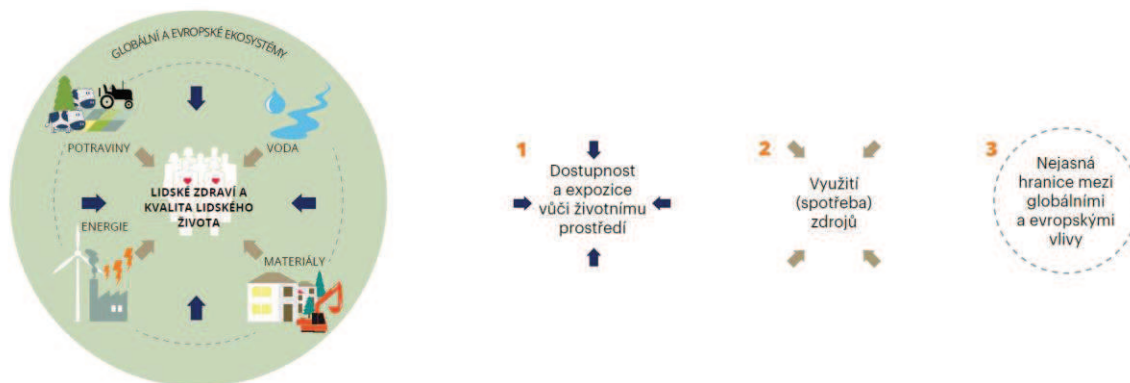 GLOBÁLNÍ A EVROPSKÉ EKOSYSTÉMY
POTRAVINY
VODA
LIDSKÉ ZDRAVÍ A
KVALITA LIDSKÉHO
ŽIVOTA
ENERGIE
MATERIÁLY
1
Dostupnost
a expozice
vůči životnímu
prostředí
2
Využití
(spotřeba)
zdrojů
3
Nejasná
hranice mezi
globálními
a evropskými
vlivy